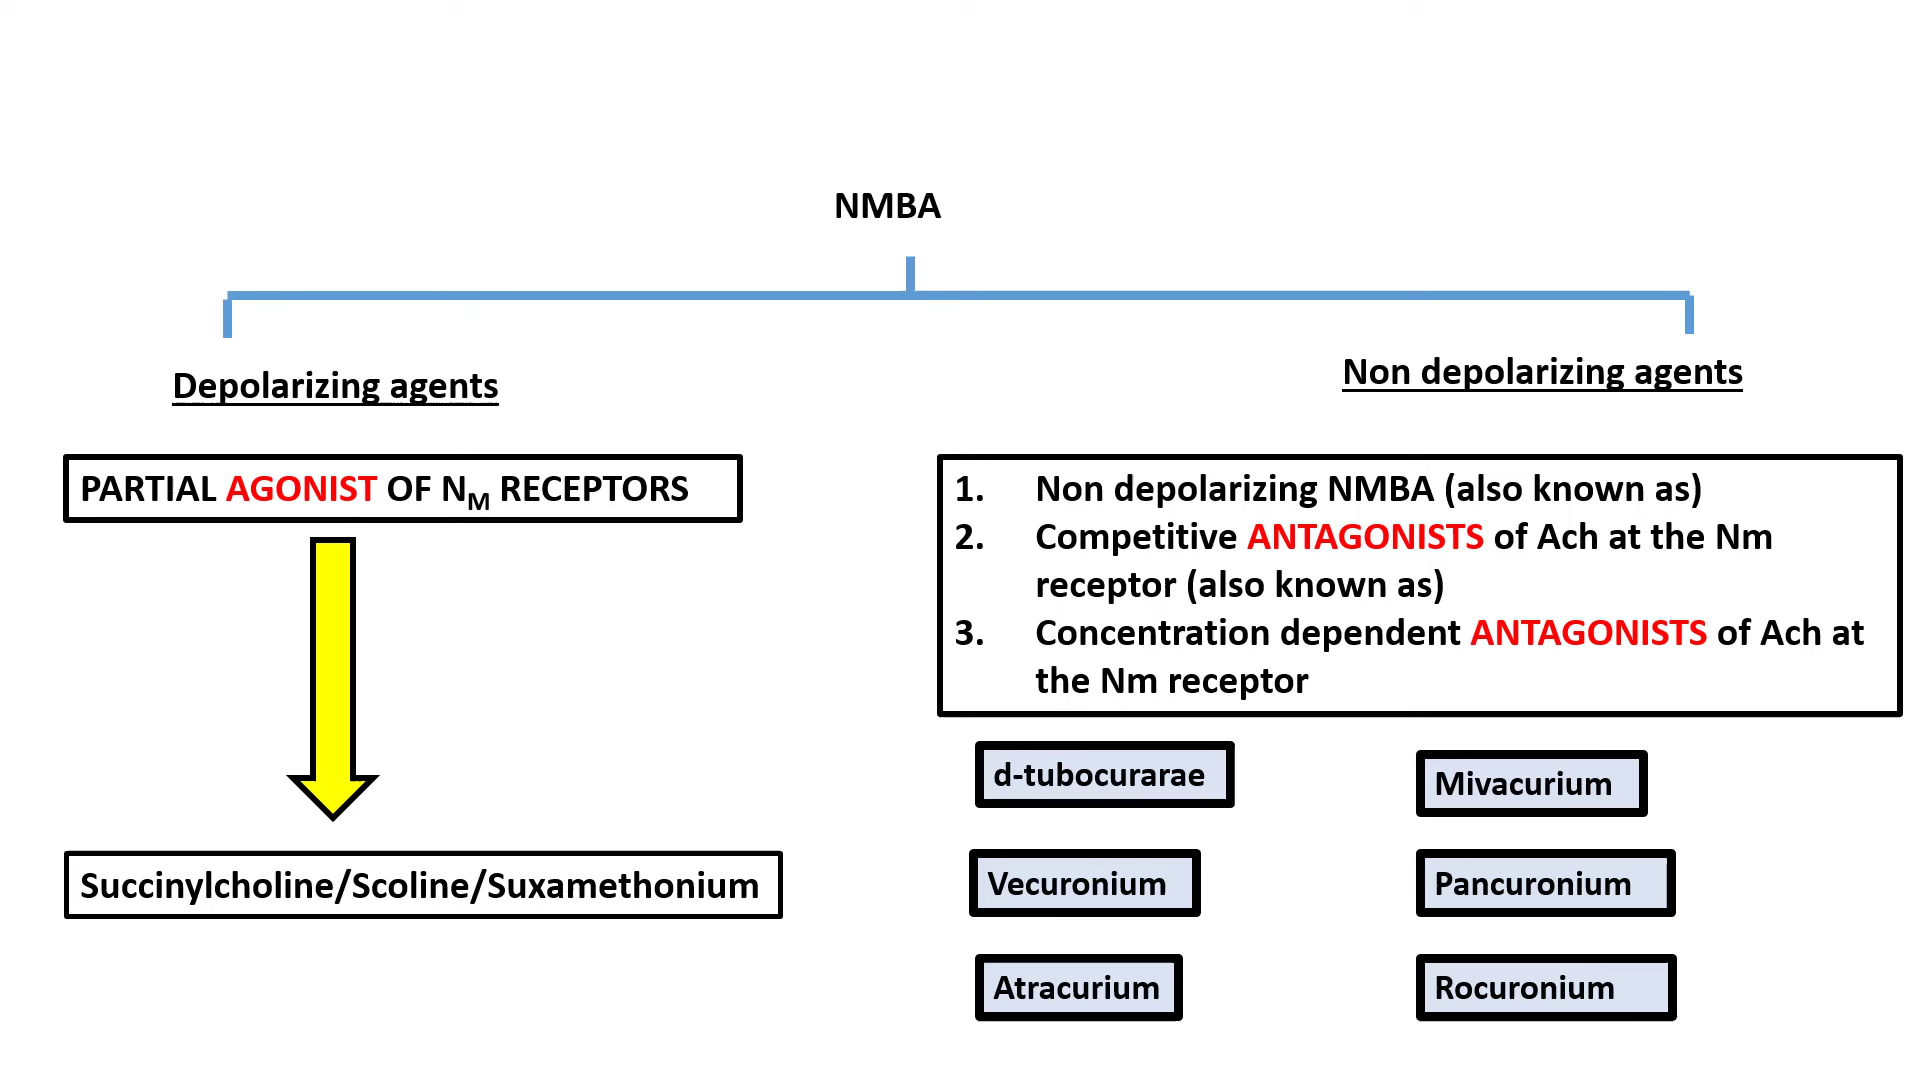 NMBA
Depolarizing agents
PARTIAL AGONIST OF NM RECEPTORS
Succinylcholine/Scoline/Suxamethonium
Non depolarizing agents
1. Non depolarizing NMBA (also known as)
2. Competitive ANTAGONISTS of Ach at the Nm
receptor (also known as)
3. Concentration dependent ANTAGONISTS of Ach at
the Nm receptor
d-tubocurarae
Mivacurium
Vecuronium
Pancuronium
Atracurium
Rocuronium